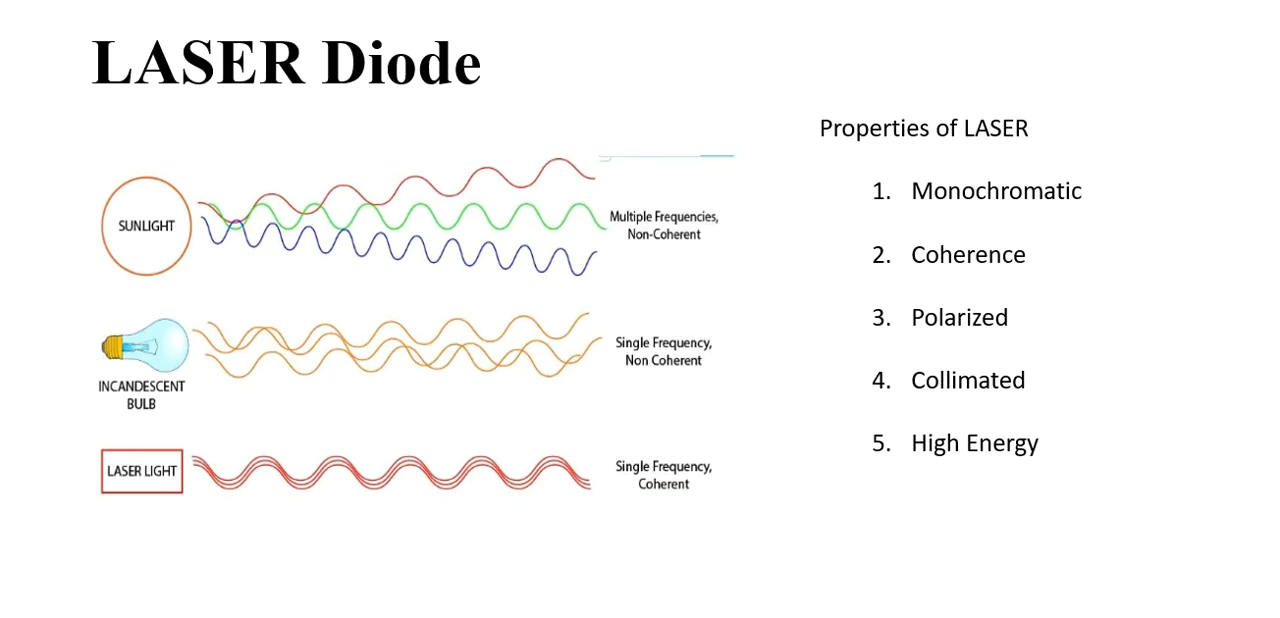 LASER Diode
SUNLIGHT
Multiple Frequencies,
Non-Coherent
INCANDESCENT
BULB
Single Frequency,
Non Coherent
LASER LIGHT
Single Frequency,
Coherent
Properties of LASER
1. Monochromatic
2. Coherence
3. Polarized
4. Collimated
5. High Energy